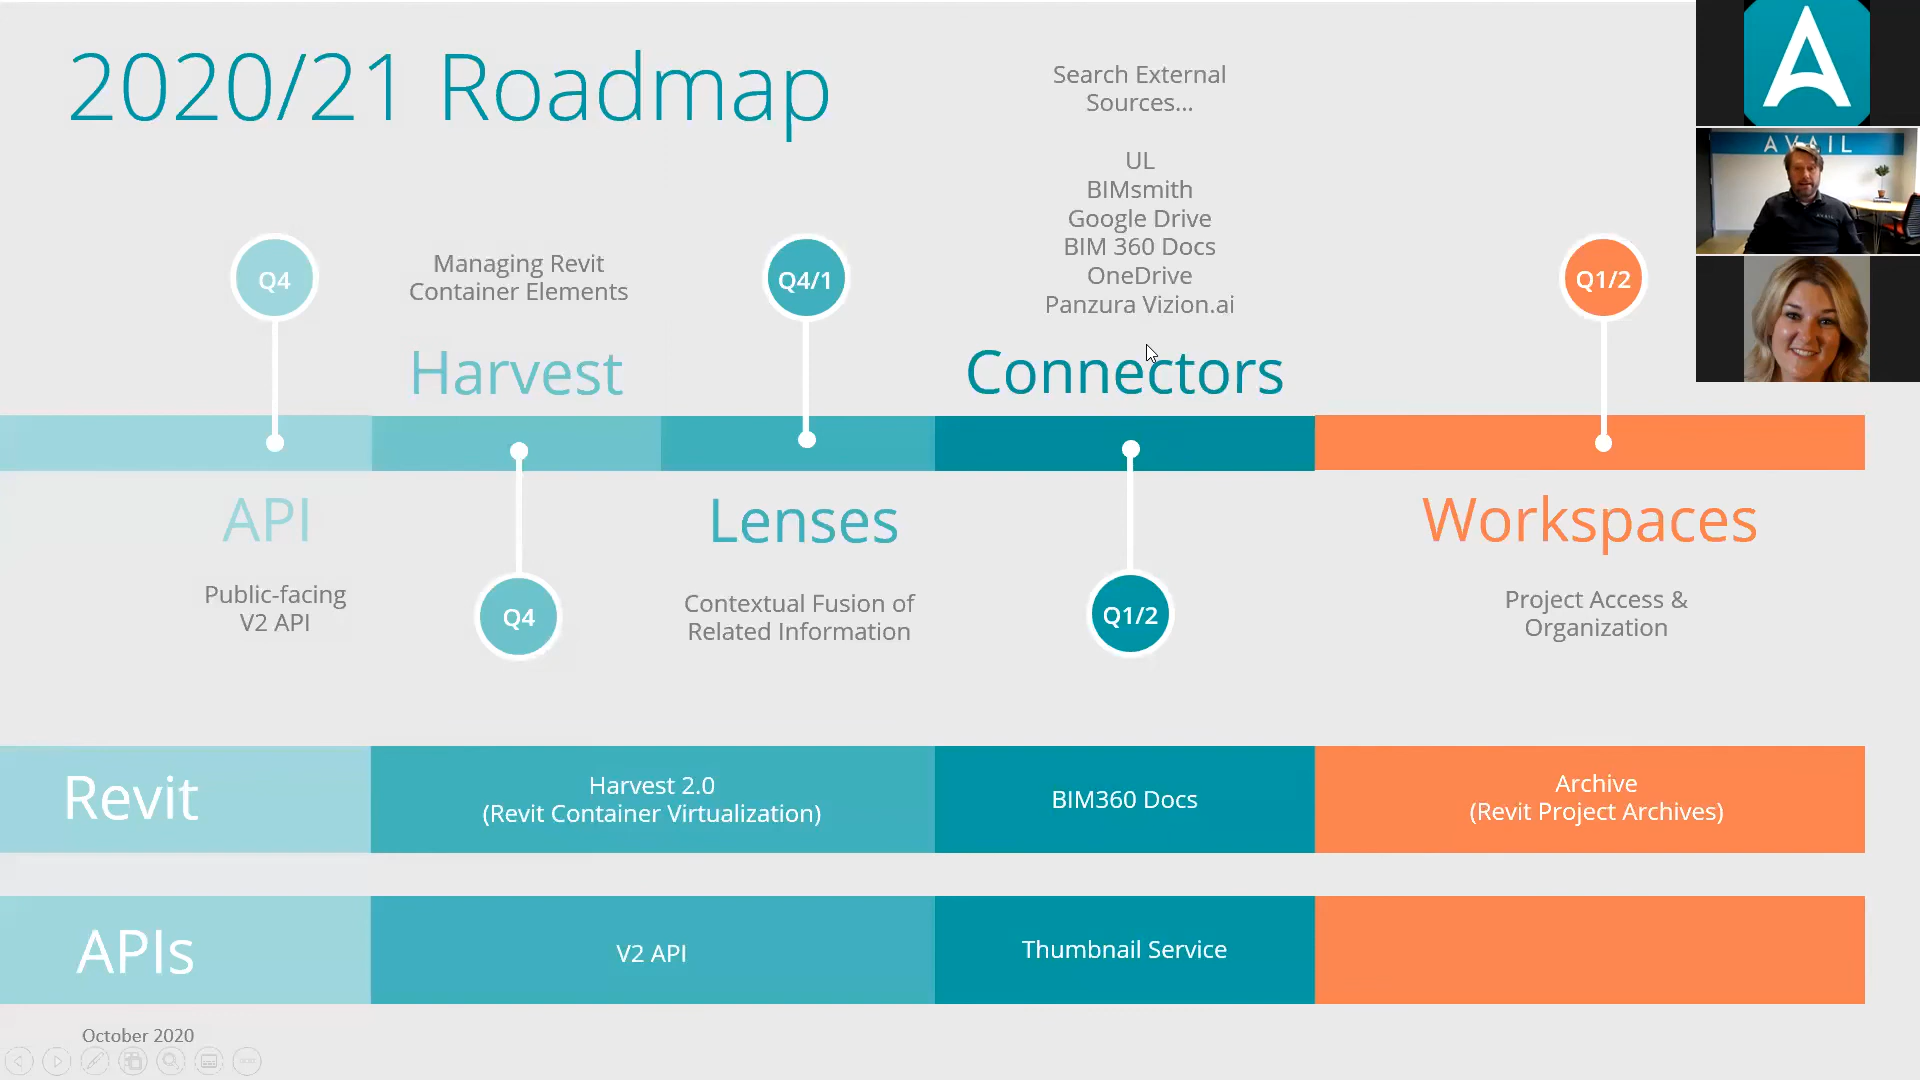 2020/21 Roadmap
Search External
Sources...
UL
BIMsmith
Google Drive
BIM 360 Docs
OneDrive
Panzura Vizion.ai
AVAIL
Q4
Managing Revit
Container Elements
Q4/1
Q1/2
Harvest
Connectors
API
Lenses
Workspaces
Public-facing
V2 API
Q4
Contextual Fusion of
Related Information
Q1/2
Project Access &
Organization
Revit
Harvest 2.0
(Revit Container Virtualization)
BIM360 Docs
Archive
(Revit Project Archives)
APIs
V2 API
Thumbnail Service
October 2020